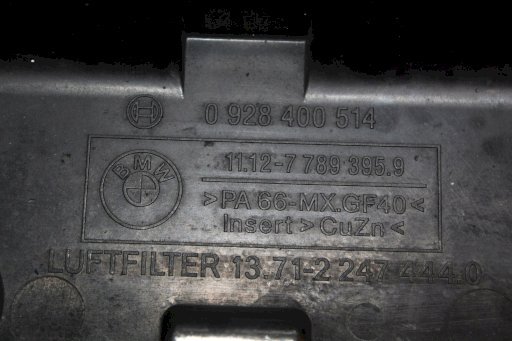 0 928 400 514
BMW
11.12-7 789 395.9
>PA 66-MX.GF40<
Insert >CuZn<
LUFTFILTER 13.71-2 247 444.0